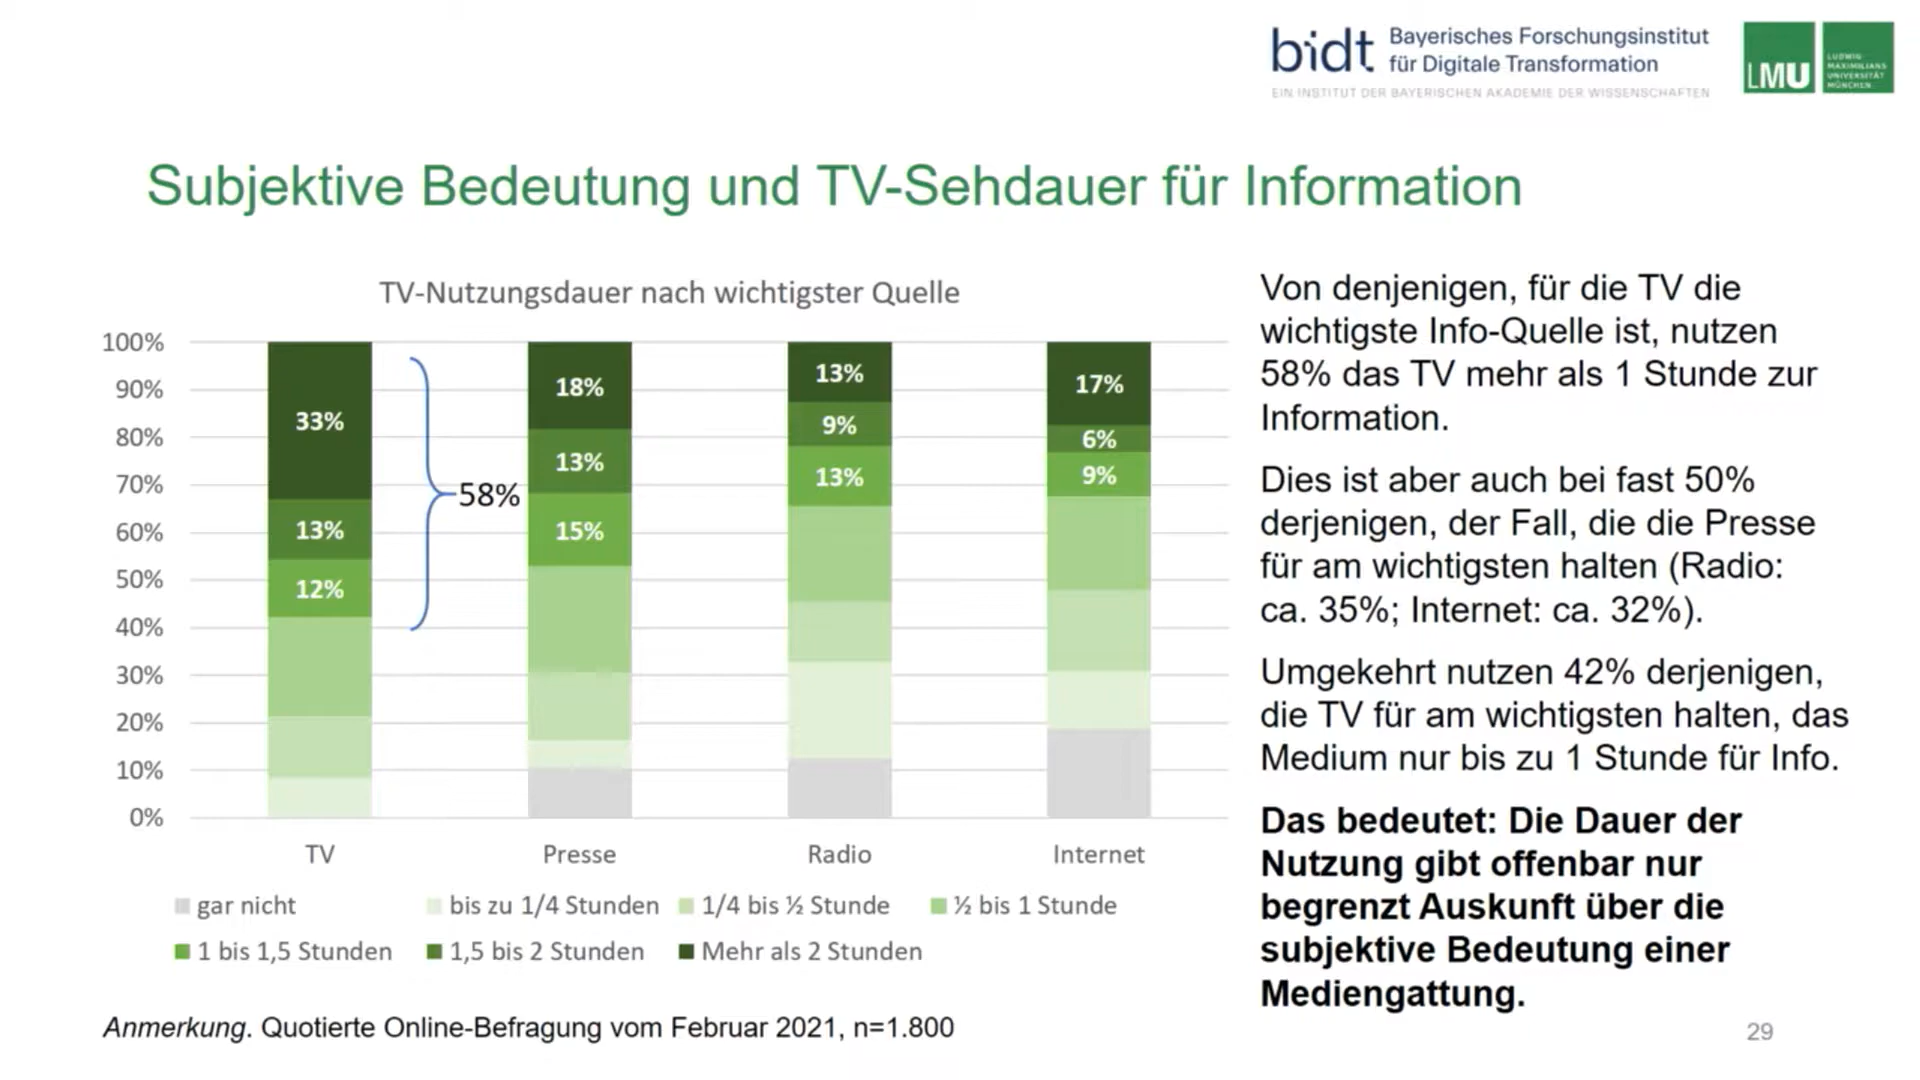 bidt Bayerisches Forschungsinstitut
für Digitale Transformation
EIN INSTITUT DER BAYERISCHEN AKADEMIE DER WISSENSCHAFTEN
LMU
LUDWIG-
MAXIMILIANS
UNIVERSITÄT
MÜNCHEN
Subjektive Bedeutung und TV-Sehdauer für Information
TV-Nutzungsdauer nach wichtigster Quelle
100%
90%
80%
70%
60%
50%
40%
30%
20%
10%
0%
33%
13%
12%
58%
18%
13%
15%
13%
9%
13%
17%
6%
9%
TV Presse Radio Internet
gar nicht bis zu 1/4 Stunden 1/4 bis ½ Stunde ½ bis 1 Stunde
1 bis 1,5 Stunden 1,5 bis 2 Stunden Mehr als 2 Stunden
Anmerkung. Quotierte Online-Befragung vom Februar 2021, n=1.800
Von denjenigen, für die TV die
wichtigste Info-Quelle ist, nutzen
58% das TV mehr als 1 Stunde zur
Information.
Dies ist aber auch bei fast 50%
derjenigen, der Fall, die die Presse
für am wichtigsten halten (Radio:
ca. 35%; Internet: ca. 32%).
Umgekehrt nutzen 42% derjenigen,
die TV für am wichtigsten halten, das
Medium nur bis zu 1 Stunde für Info.
Das bedeutet: Die Dauer der
Nutzung gibt offenbar nur
begrenzt Auskunft über die
subjektive Bedeutung einer
Mediengattung.
29